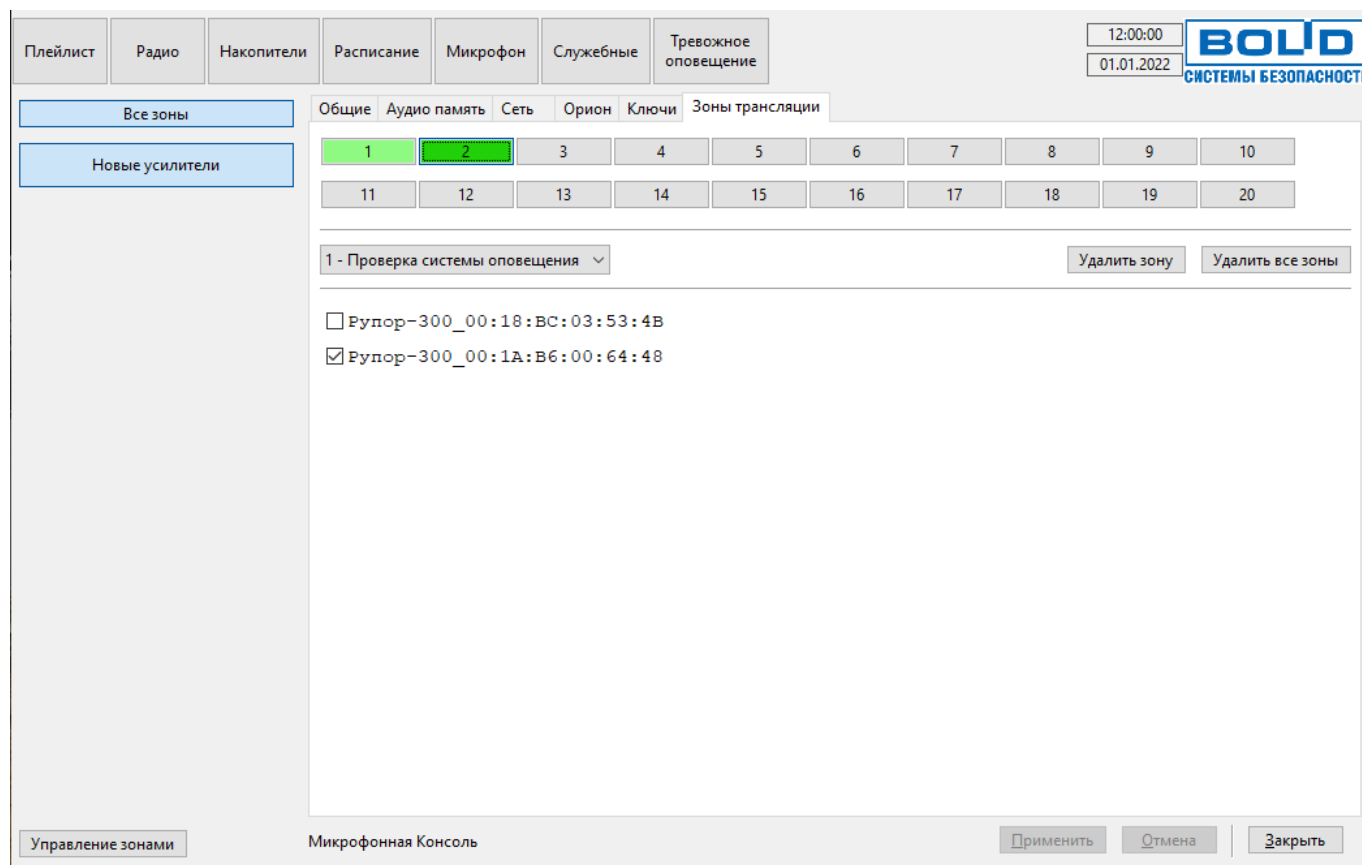 Плейлист
Радио
Накопители
Расписание
Микрофон
Служебные
Тревожное
оповещение
12:00:00
01.01.2022
BOLID
СИСТЕМЫ БЕЗОПАСНОСТ
Все зоны
Новые усилители
Общие Аудио память Сеть Орион Ключи Зоны трансляции
1 2 3 4 5 6 7 8 9 10
11 12 13 14 15 16 17 18 19 20
1 - Проверка системы оповещения
Удалить зону
Удалить все зоны
Рупор-300_00:18:BC:03:53:4B
Рупор-300_00:1A:B6:00:64:48
Управление зонами
Микрофонная Консоль
Применить
Отмена
Закрыть